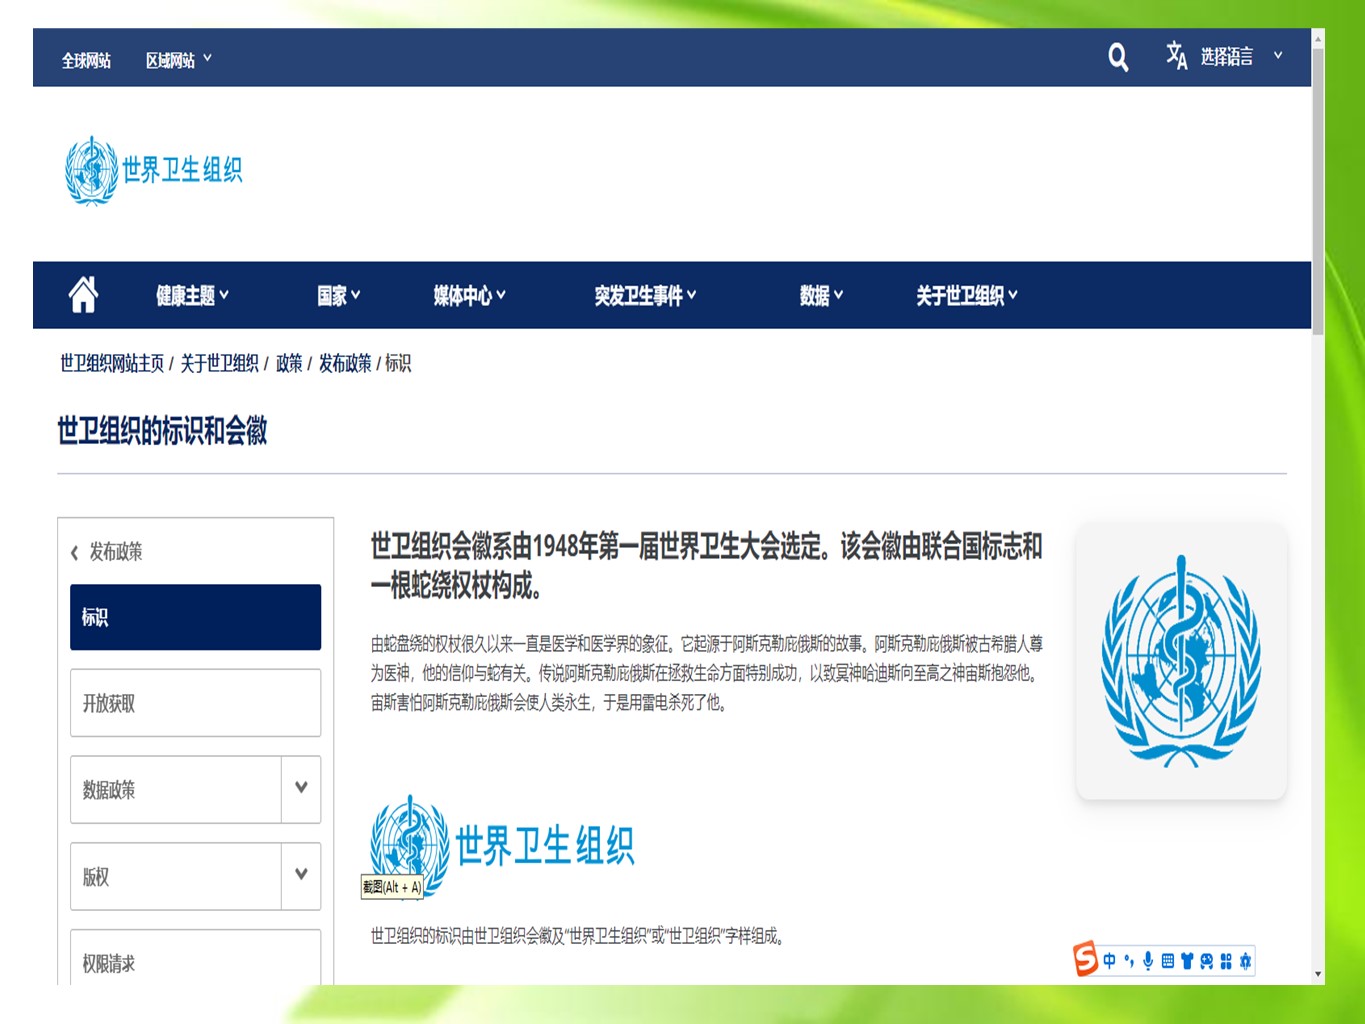 全球网站 区域网站
选择语言
世界卫生组织
健康主题 国家 媒体中心 突发卫生事件 数据 关于世卫组织
世卫组织网站主页 / 关于世卫组织 / 政策 / 发布政策 / 标识
世卫组织的标识和会徽
发布政策
标识
开放获取
数据政策
版权
权限请求
世卫组织会徽系由1948年第一届世界卫生大会选定。该会徽由联合国标志和
一根蛇绕权杖构成。
由蛇盘绕的权杖很久以来一直是医学和医学界的象征。它起源于阿斯克勒庇俄斯的故事。阿斯克勒庇俄斯被古希腊人尊
为医神，他的信仰与蛇有关。传说阿斯克勒庇俄斯在拯救生命方面特别成功，以致冥神哈迪斯向至高之神宙斯抱怨他。
宙斯害怕阿斯克勒庇俄斯会使人类永生，于是用雷电杀死了他。
世界卫生组织
截图(Alt + A)
世卫组织的标识由世卫组织会徽及“世界卫生组织”或“世卫组织”字样组成。
S 中